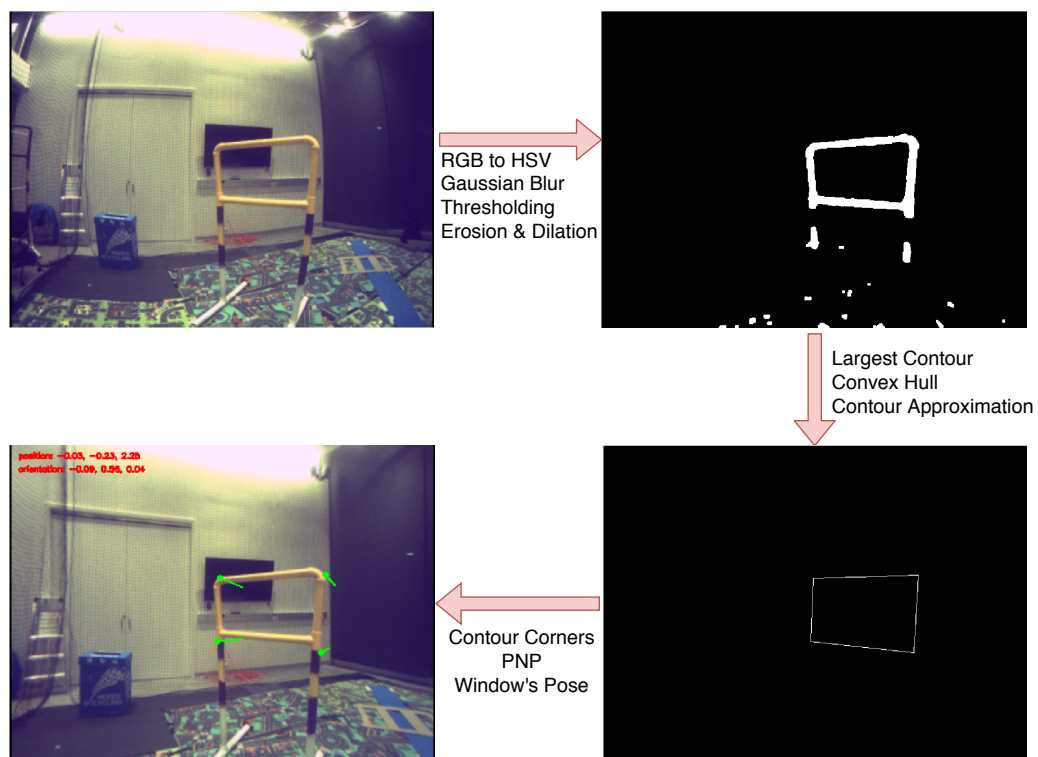 RGB to HSV
Gaussian Blur
Thresholding
Erosion & Dilation
Largest Contour
Convex Hull
Contour Approximation
position: -0.03, -0.23, 2.25
orientation: -0.09, 0.56, 0.04
Contour Corners
PNP
Window's Pose